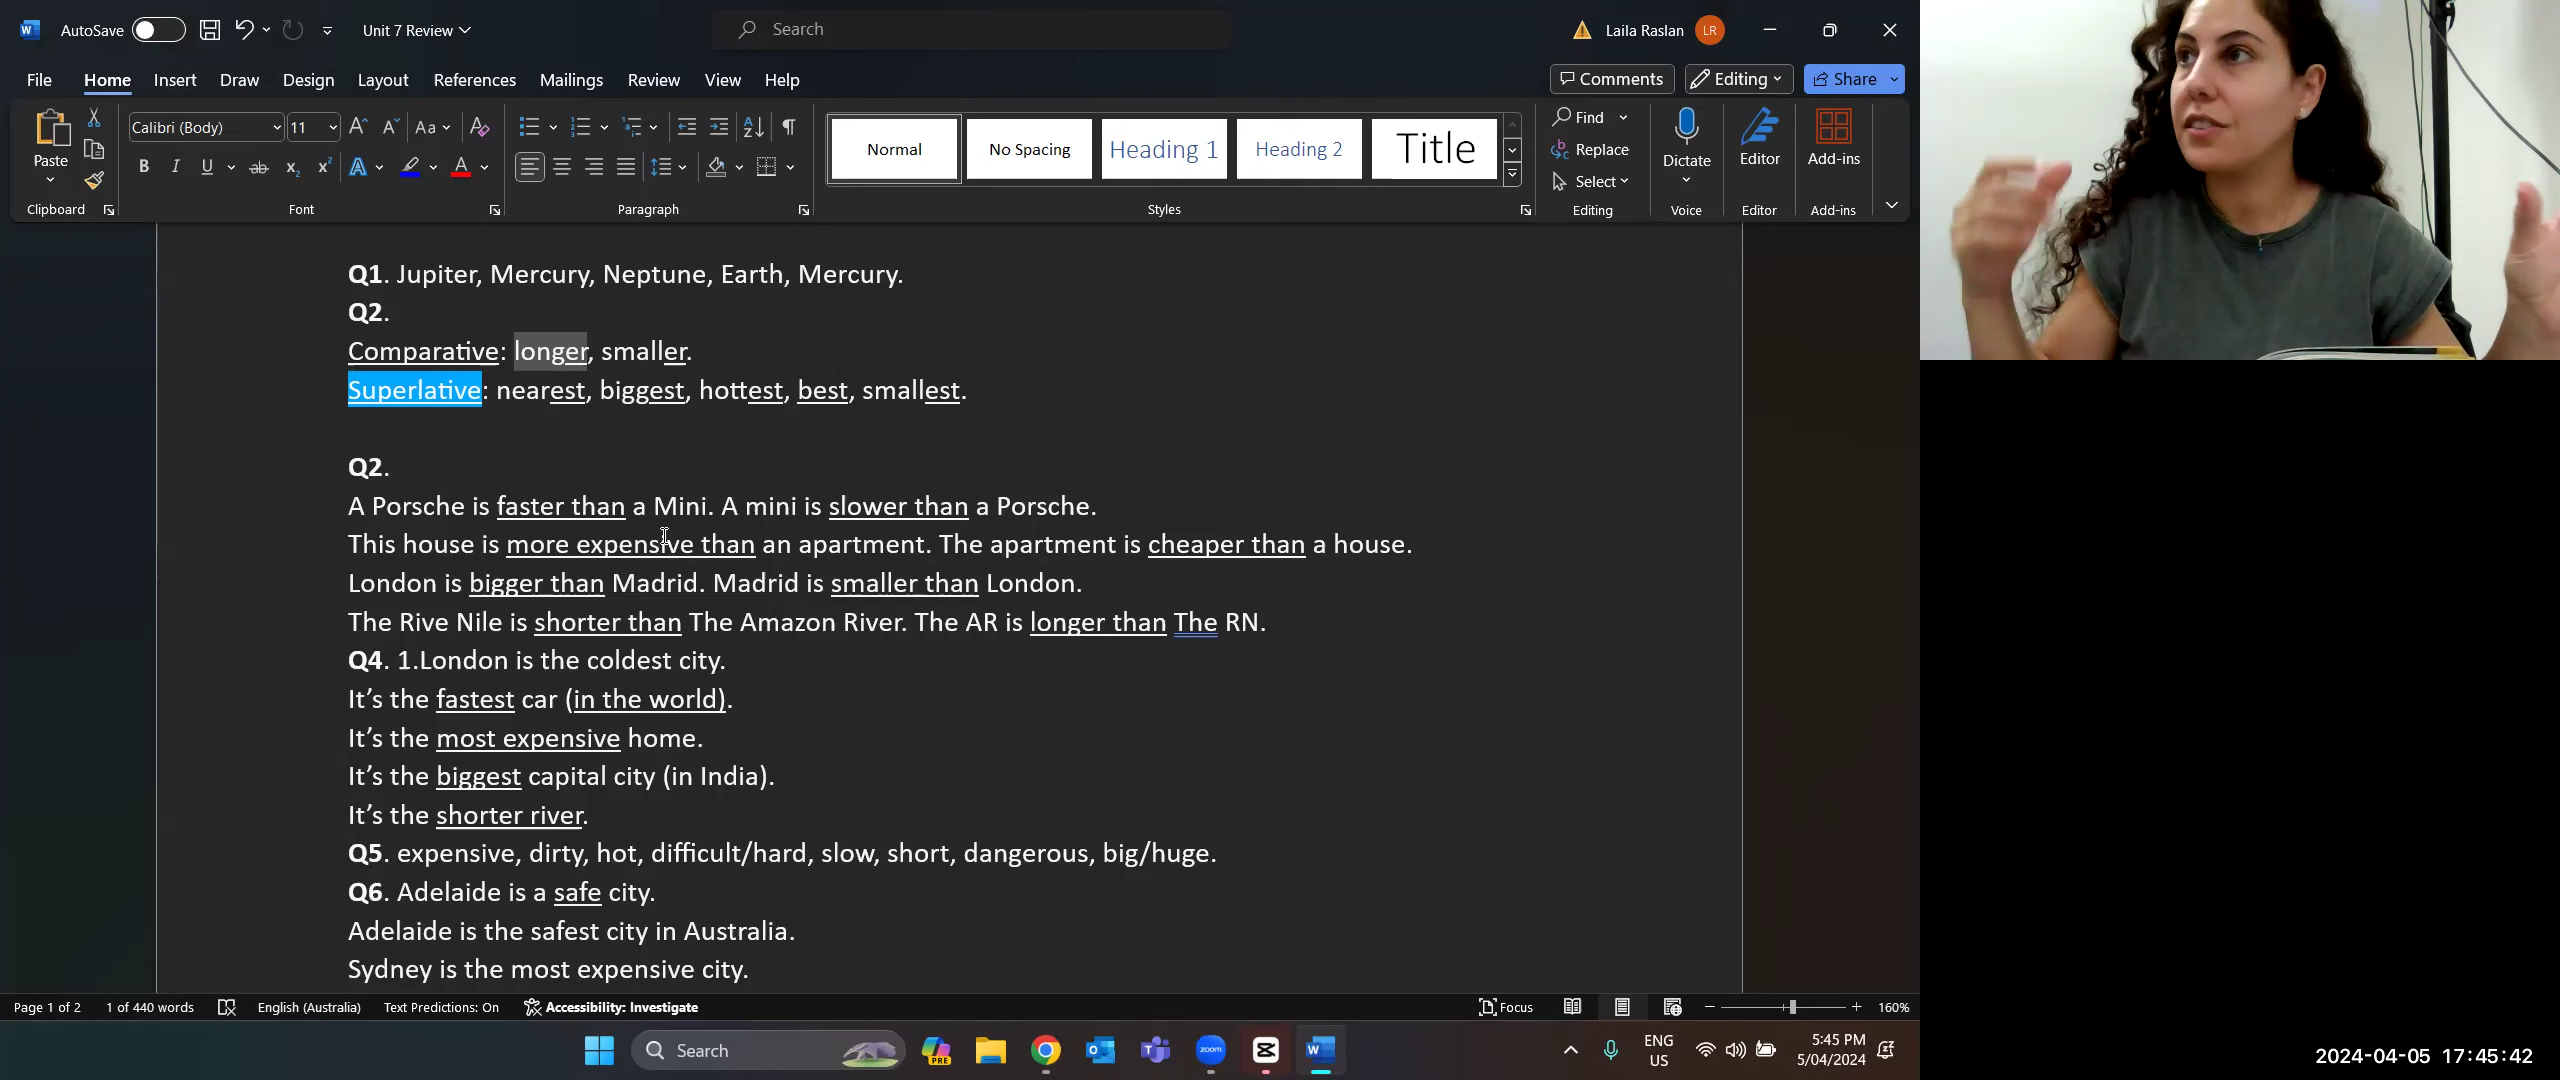 AutoSave
Unit 7 Review
Search
Laila Raslan
LR
File Home Insert Draw Design Layout References Mailings Review View Help
Comments
Editing
Share
Paste
Clipboard
Calibri (Body)
11
Font
Paragraph
Normal
No Spacing
Heading 1
Heading 2
Title
Styles
Find
Replace
Select
Editing
Dictate
Voice
Editor
Editor
Add-ins
Add-ins
Q1. Jupiter, Mercury, Neptune, Earth, Mercury.
Q2.
Comparative: longer, smaller.
Superlative: nearest, biggest, hottest, best, smallest.
Q2.
A Porsche is faster than a Mini. A mini is slower than a Porsche.
This house is more expensive than an apartment. The apartment is cheaper than a house.
London is bigger than Madrid. Madrid is smaller than London.
The Rive Nile is shorter than The Amazon River. The AR is longer than The RN.
Q4. 1.London is the coldest city.
It’s the fastest car (in the world).
It’s the most expensive home.
It’s the biggest capital city (in India).
It’s the shorter river.
Q5. expensive, dirty, hot, difficult/hard, slow, short, dangerous, big/huge.
Q6. Adelaide is a safe city.
Adelaide is the safest city in Australia.
Sydney is the most expensive city.
Page 1 of 2 1 of 440 words English (Australia) Text Predictions: On Accessibility: Investigate
Focus
160%
Search
PRE
zoom
ENG
US
5:45 PM
5/04/2024
2024-04-05 17:45:42